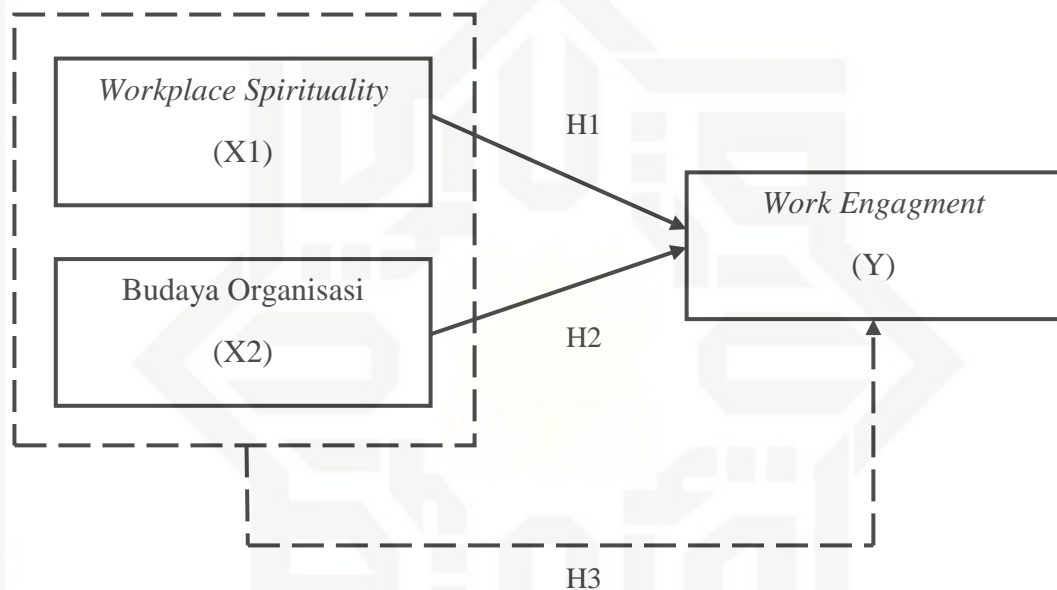 Workplace Spirituality
(X1)
H1
Work Engagment
(Y)
Budaya Organisasi
(X2)
H2
H3